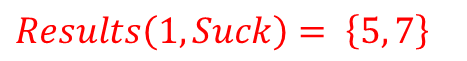 Results(1,Suck) = {5,7}